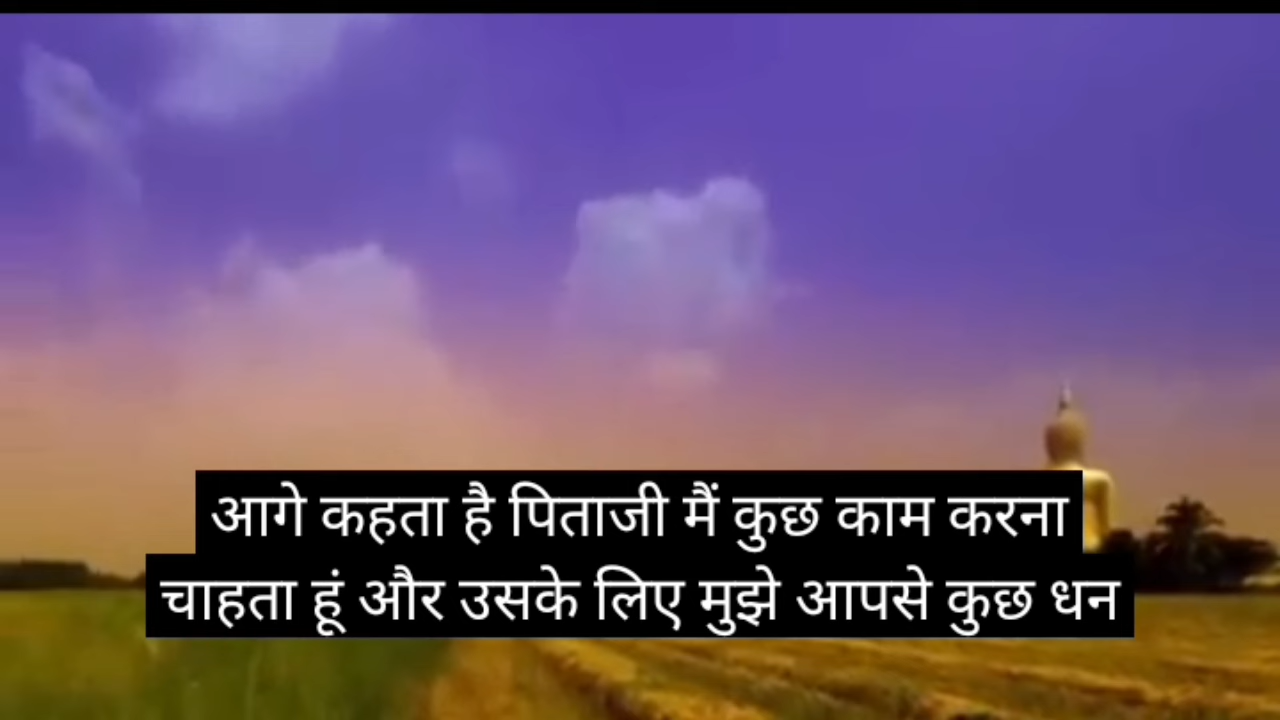 आगे कहता है पिताजी मैं कुछ काम करना
चाहता हूं और उसके लिए मुझे आपसे कुछ धन